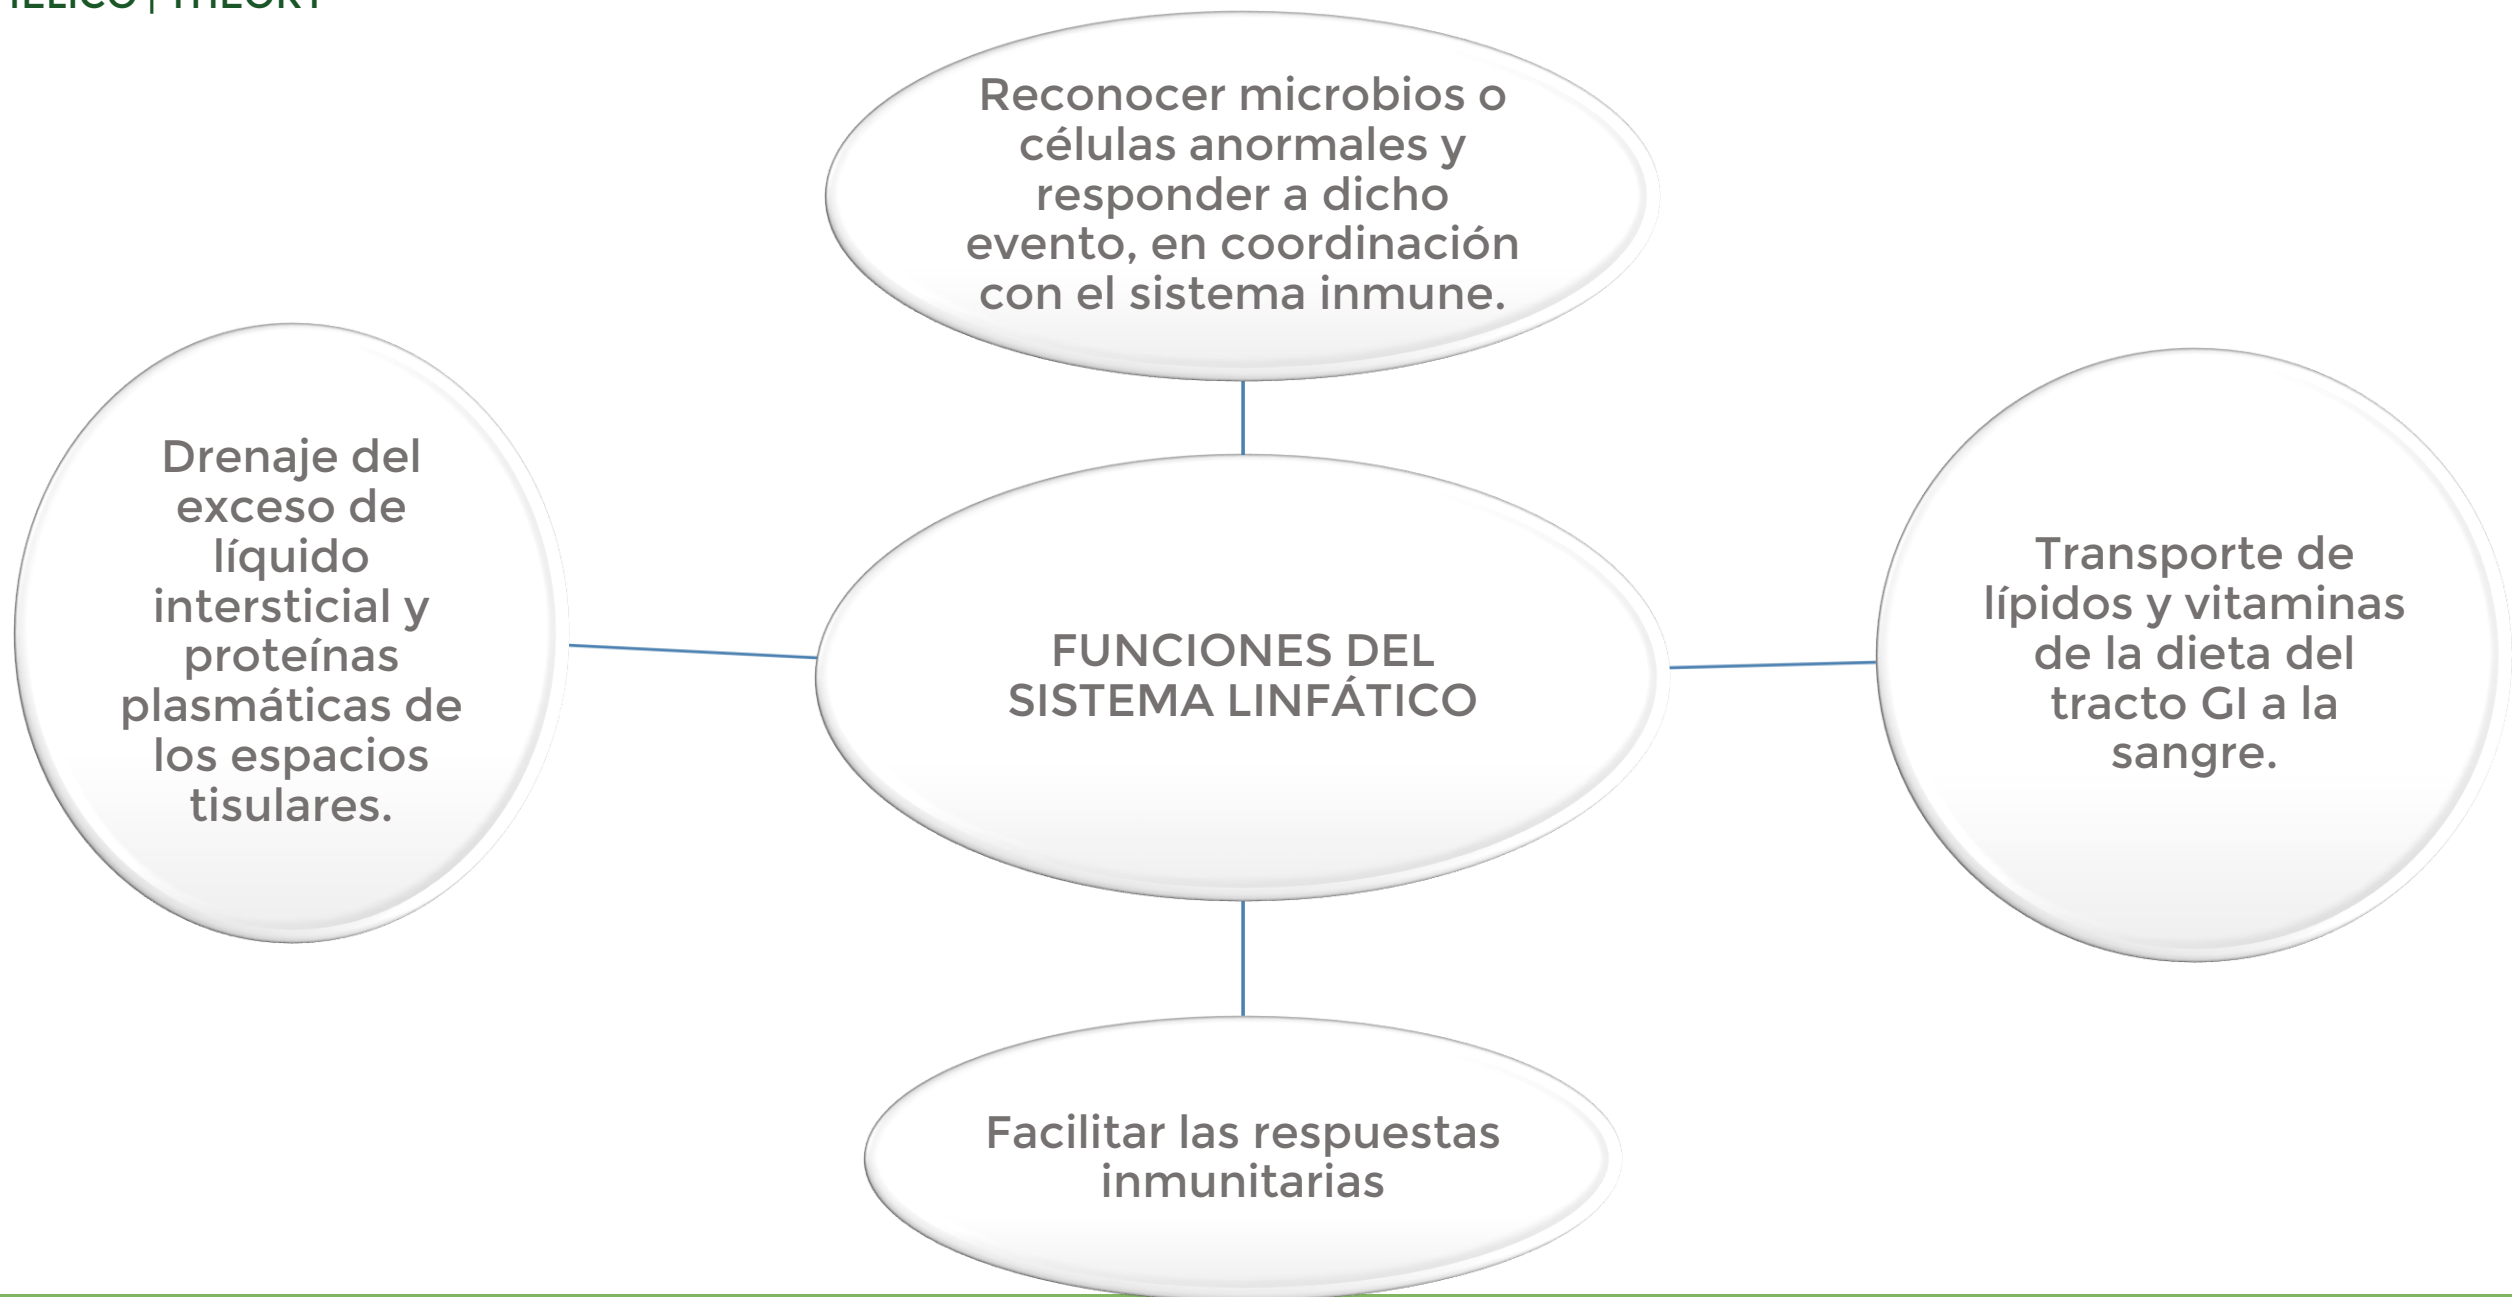 THEORY
Reconocer microbios o
células anormales y
responder a dicho
evento, en coordinación
con el sistema inmune.
Drenaje del
exceso de
líquido
intersticial y
proteínas
plasmáticas de
los espacios
tisulares.
FUNCIONES DEL
SISTEMA LINFÁTICO
Transporte de
lípidos y vitaminas
de la dieta del
tracto GI a la
sangre.
Facilitar las respuestas
inmunitarias